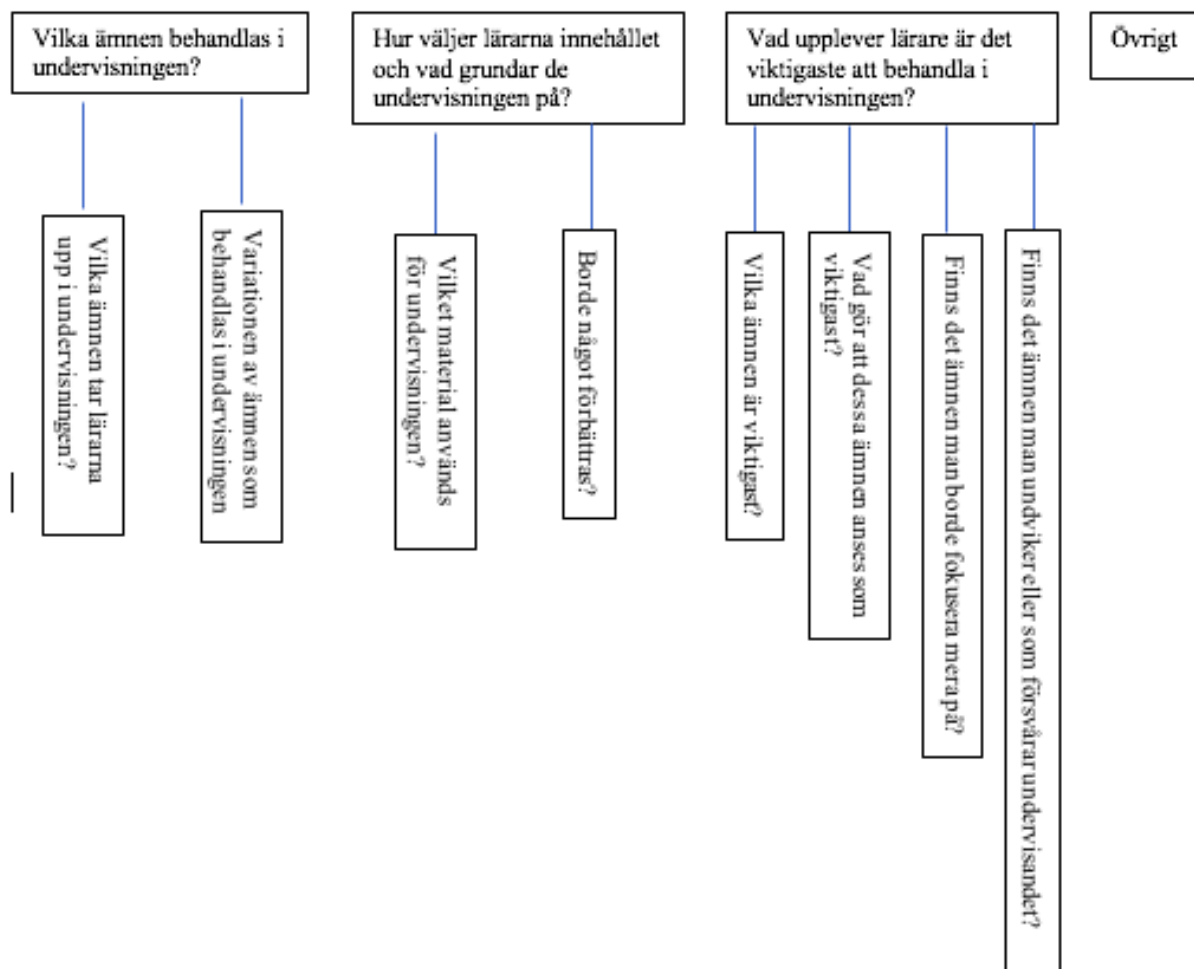 Vilka ämnen behandlas i
undervisningen?
Hur väljer lärarna innehållet
och vad grundar de
undervisningen på?
Vad upplever lärare är det
viktigaste att behandla i
undervisningen?
Övrigt
Vilka ämnen tar lärarna
upp i undervisningen?
Variationen av ämnen som
behandlas i undervisningen
Vilket material används
för undervisningen?
Borde något förbättras?
Vilka ämnen är viktigast?
Vad gör att dessa ämnen anses som
viktigast?
Finns det ämnen man borde fokusera mera på?
Finns det ämnen man undviker eller som försvårar undervisandet?